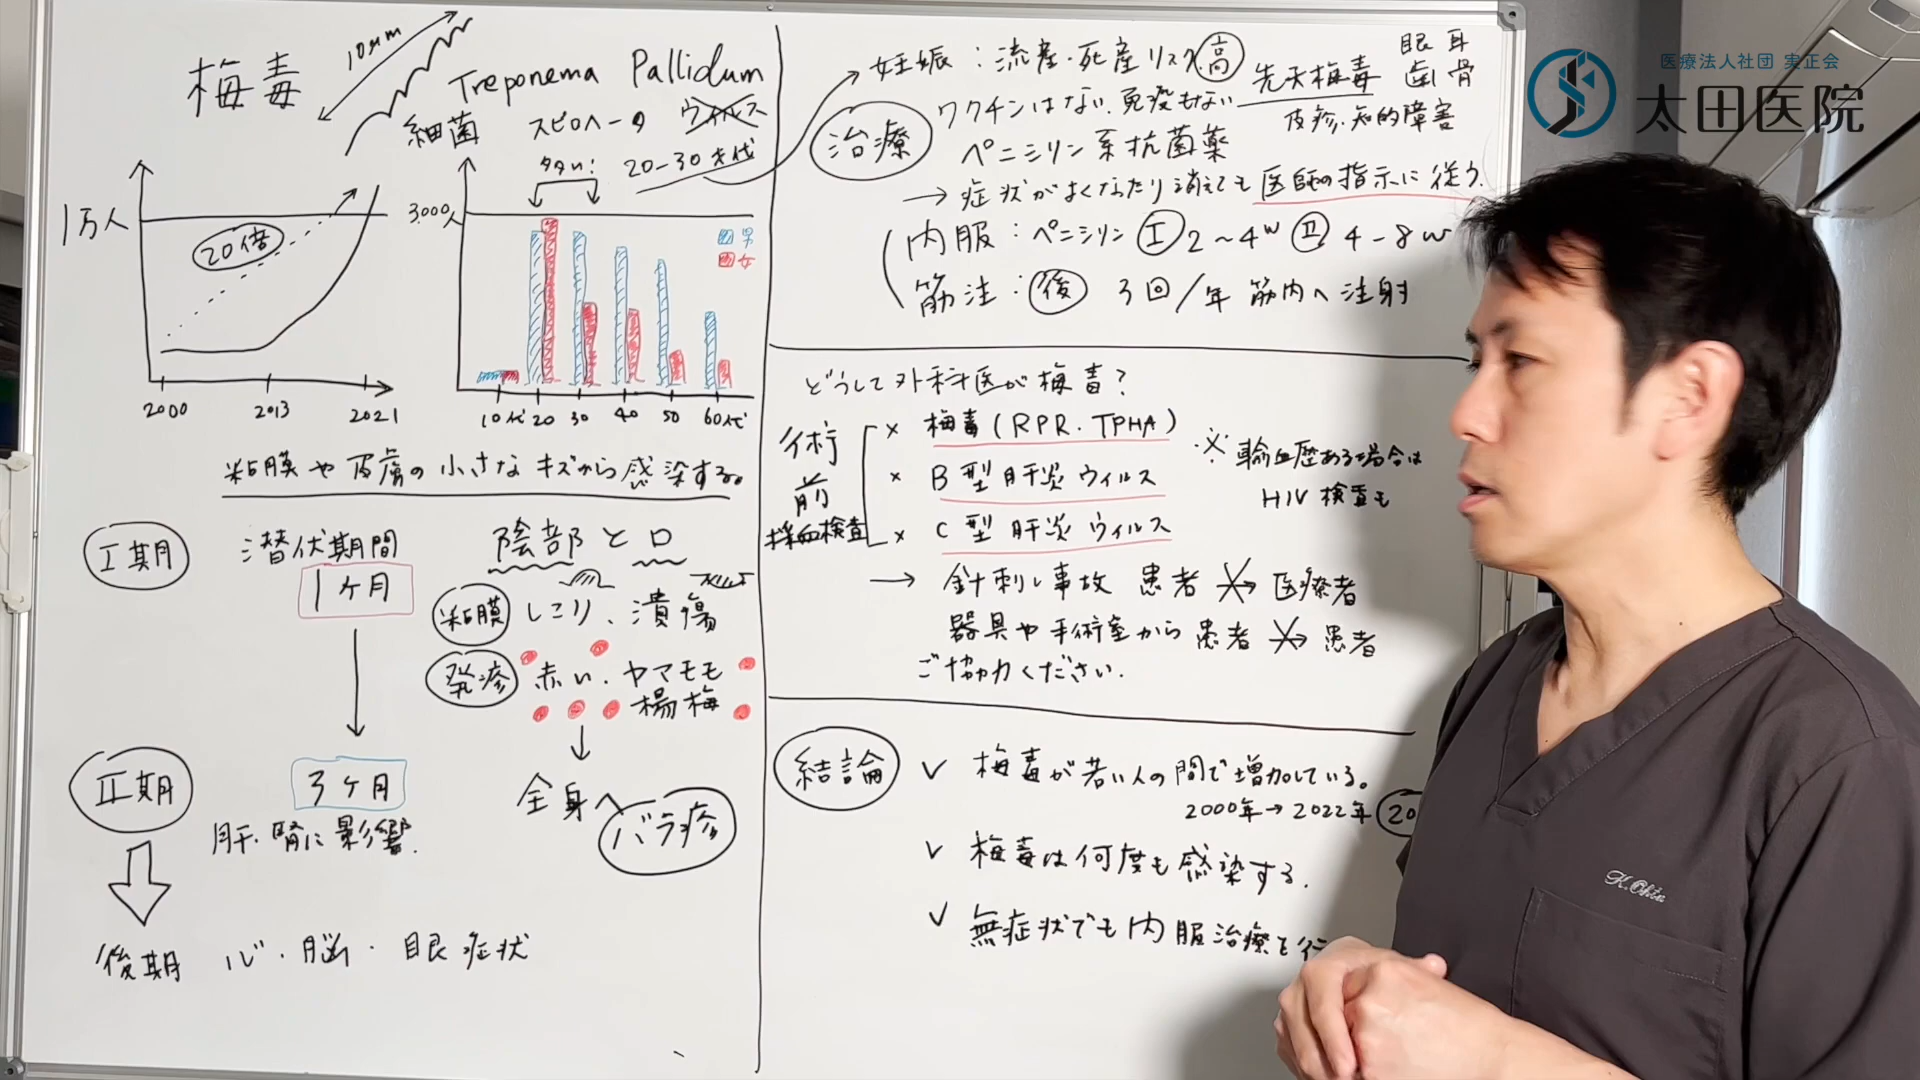 梅毒
10μm
Treponema Pallidum
細菌 スピロヘータ ウィルス
多い! 20-30才代
1万人
20倍
2000 2013 2021
3000人
男
女
10代 20 30 40 50 60代
粘膜や皮膚の小さなキズから感染する。
Ⅰ期 潜伏期間 陰部と口
1ヶ月
粘膜 しこり、潰瘍
発疹 赤い、ヤマモモ
楊梅
Ⅱ期 3ヶ月 全身へ
バラ疹
肝・腎に影響
後期 心・脳・眼症状
妊娠:流産・死産リスク高 先天梅毒 眼 耳
歯 骨
皮疹・知的障害
ワクチンはない、免疫もない
治療 ペニシリン系抗菌薬
→ 症状がよくなったり消えても医師の指示に従う。
内服:ペニシリン Ⅰ 2~4w Ⅱ 4-8w
筋注:後 3回/年 筋内へ注射
どうして外科医が梅毒?
術前採血検査
× 梅毒(RPR・TPHA)
× B型肝炎ウィルス
× C型肝炎ウィルス
※ 輸血歴ある場合は
HIV検査も
→ 針刺し事故 患者 → 医療者
器具や手術室から患者 → 患者
ご協力ください。
結論
✓ 梅毒が若い人の間で増加している。
2000年→2022年 20
✓ 梅毒は何度も感染する。
✓ 無症状でも内服治療を行
医療法人社団 実正会
太田医院